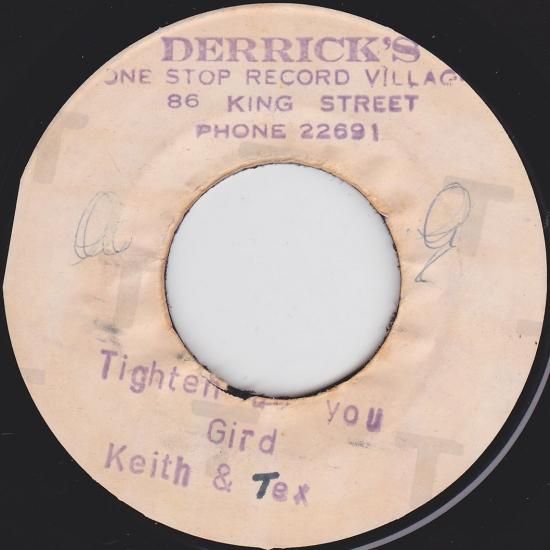 DERRICK'S
ONE STOP RECORD VILLAG
86 KING STREET
PHONE 22691
Tighten you
Gird
Keith & Tex